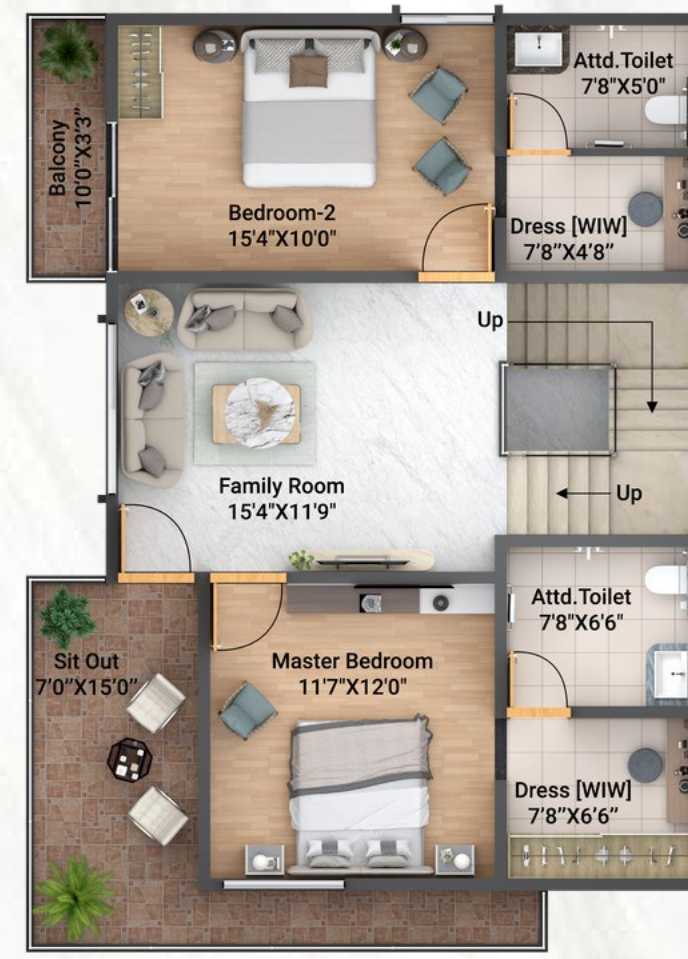 Attd.Toilet
7'8"X5'0"
Balcony
10'0"X3'3"
Bedroom-2
15'4"X10'0"
Dress [WIW]
7'8"X4'8"
Up
Family Room
15'4"X11'9"
Up
Attd.Toilet
7'8"X6'6"
Sit Out
7'0"X15'0"
Master Bedroom
11'7"X12'0"
Dress [WIW]
7'8"X6'6"